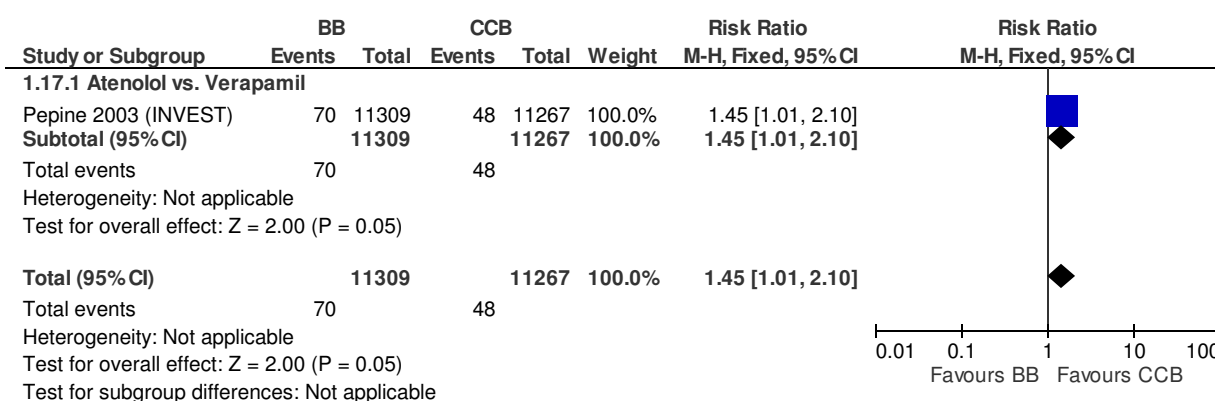 BB CCB Risk Ratio Risk Ratio
Study or Subgroup Events Total Events Total Weight M-H, Fixed, 95% CI M-H, Fixed, 95% CI
1.17.1 Atenolol vs. Verapamil
Pepine 2003 (INVEST) 70 11309 48 11267 100.0% 1.45 [1.01, 2.10]
Subtotal (95% CI) 11309 11267 100.0% 1.45 [1.01, 2.10]
Total events 70 48
Heterogeneity: Not applicable
Test for overall effect: Z = 2.00 (P = 0.05)
Total (95% CI) 11309 11267 100.0% 1.45 [1.01, 2.10]
Total events 70 48
Heterogeneity: Not applicable
Test for overall effect: Z = 2.00 (P = 0.05)
Test for subgroup differences: Not applicable
0.01 0.1 1 10 100
Favours BB Favours CCB